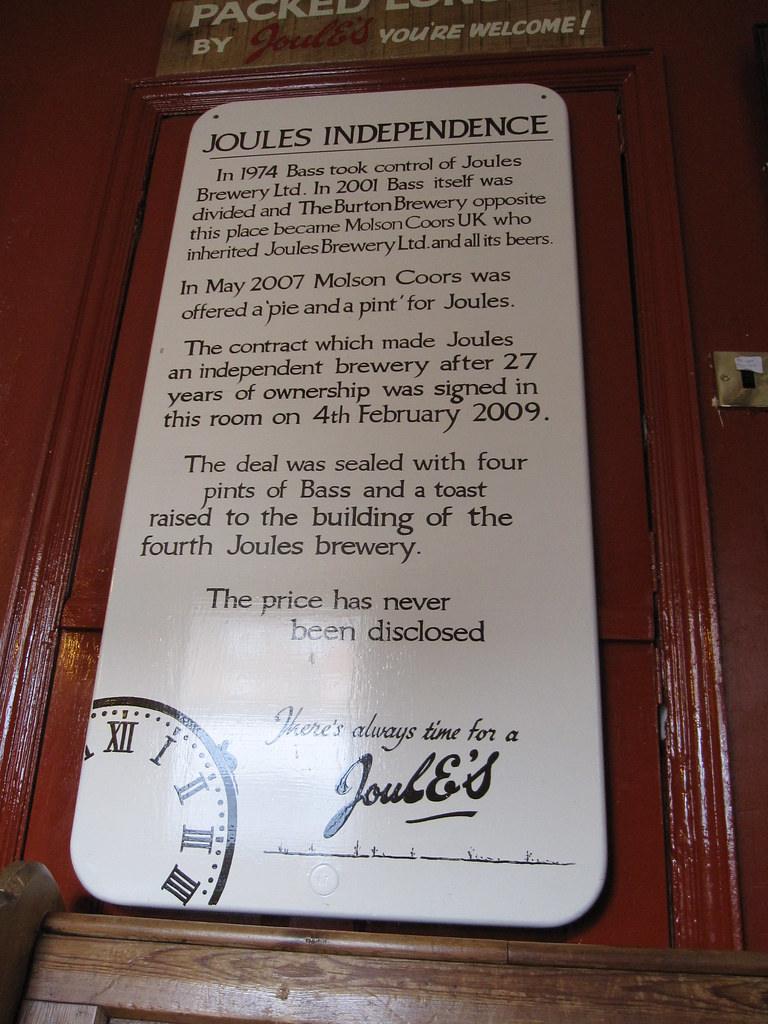 PACKED
BY Joule's YOU'RE WELCOME!
JOULES INDEPENDENCE
In 1974 Bass took control of Joules
Brewery Ltd. In 2001 Bass itself was
divided and The Burton Brewery opposite
this place became Molson Coors UK who
inherited Joules Brewery Ltd. and all its beers.
In May 2007 Molson Coors was
offered a 'pie and a pint' for Joules.
The contract which made Joules
an independent brewery after 27
years of ownership was signed in
this room on 4th February 2009.
The deal was sealed with four
pints of Bass and a toast
raised to the building of the
fourth Joules brewery.
The price has never
been disclosed
XII
I
II
III
IIII
There's always time for a
JoulE'S